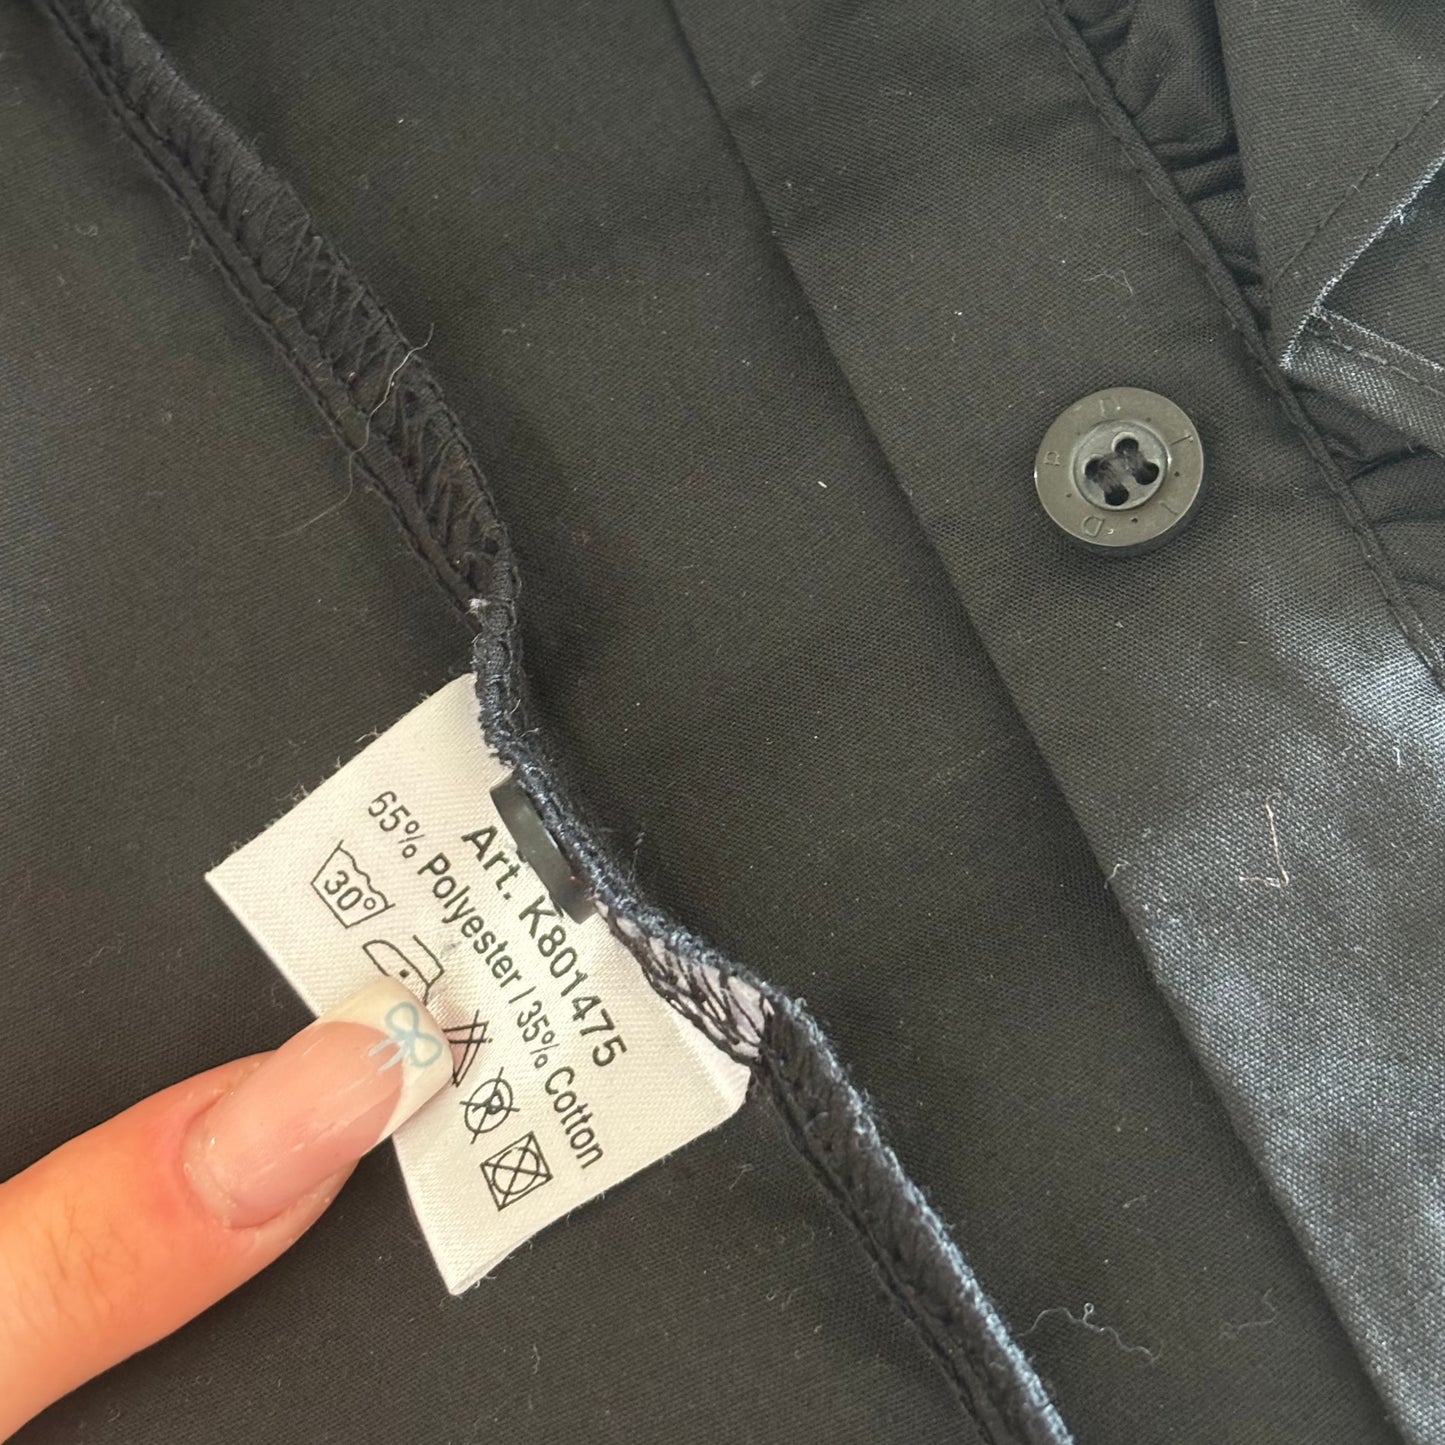 Art. K801475
65% Polyester / 35% Cotton
30°
P